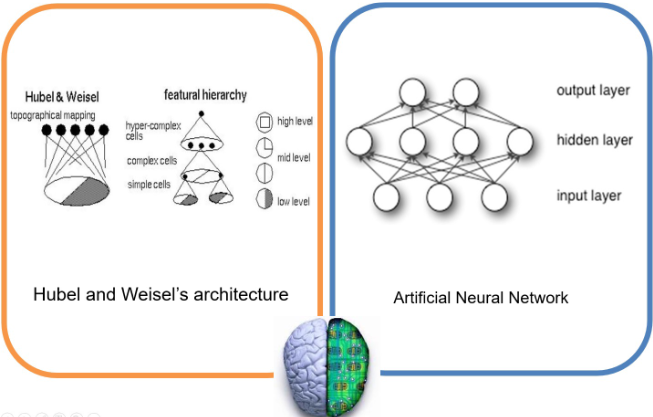 Hubel & Weisel
topographical mapping
featural hierarchy
hyper-complex
cells
complex cells
simple cells
high level
mid level
low level
Hubel and Weisel’s architecture
output layer
hidden layer
input layer
Artificial Neural Network